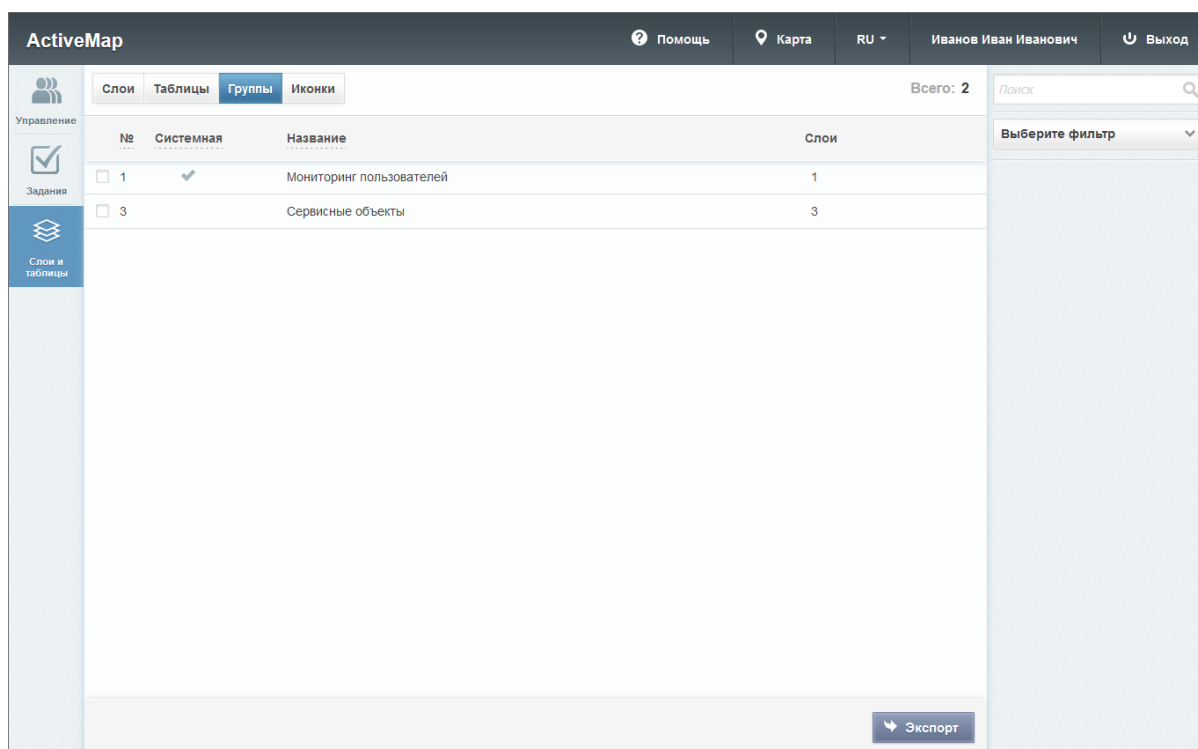 ActiveMap
Помощь
Карта
RU
Иванов Иван Иванович
Выход
Управление
Задания
Слои и
таблицы
Слои Таблицы Группы Иконки
Всего: 2
№ Системная Название Слои
1 Мониторинг пользователей 1
3 Сервисные объекты 3
Экспорт
Поиск
Выберите фильтр